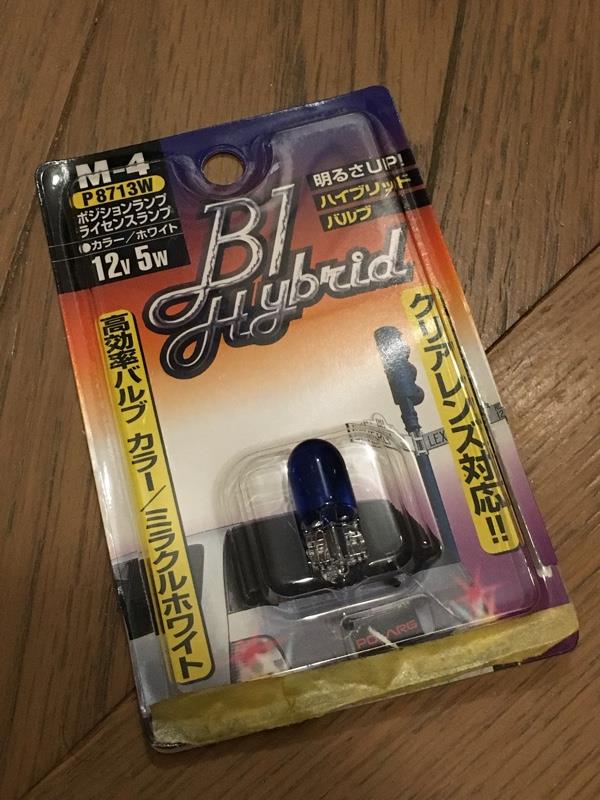 M-4
P8713W
ポジションランプ
ライセンスランプ
●カラー/ホワイト
12V 5W
明るさUP!
ハイブリッド
バルブ
B1
Hybrid
高効率バルブ カラー/ミラクルホワイト
クリアレンズ対応!!
LEX
POLARG